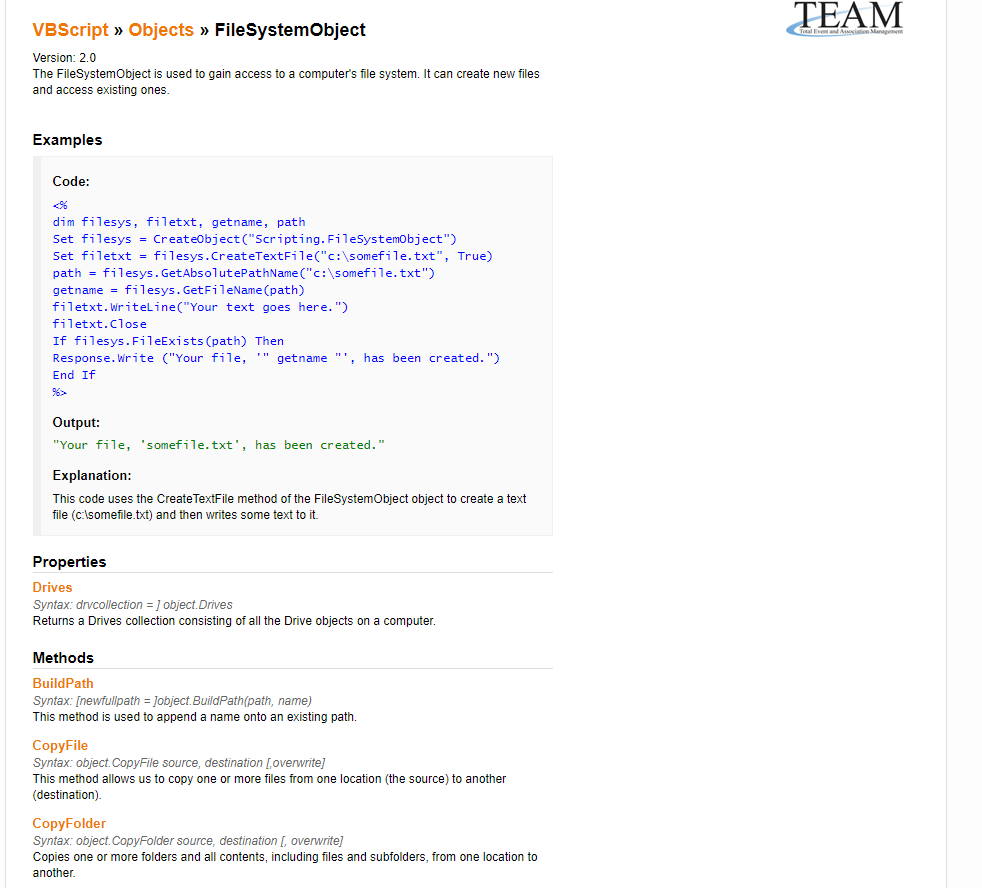 VBScript » Objects » FileSystemObject
TEAM
Total Event and Association Management
Version: 2.0
The FileSystemObject is used to gain access to a computer's file system. It can create new files
and access existing ones.
Examples
Code:
<%
dim filesys, filetxt, getname, path
Set filesys = CreateObject("Scripting.FileSystemObject")
Set filetxt = filesys.CreateTextFile("c:\somefile.txt", True)
path = filesys.GetAbsolutePathName("c:\somefile.txt")
getname = filesys.GetFileName(path)
filetxt.WriteLine("Your text goes here.")
filetxt.Close
If filesys.FileExists(path) Then
Response.Write ("Your file, '" getname "', has been created.")
End If
%>
Output:
"Your file, 'somefile.txt', has been created."
Explanation:
This code uses the CreateTextFile method of the FileSystemObject object to create a text
file (c:\somefile.txt) and then writes some text to it.
Properties
Drives
Syntax: drvcollection = ] object.Drives
Returns a Drives collection consisting of all the Drive objects on a computer.
Methods
BuildPath
Syntax: [newfullpath = ]object.BuildPath(path, name)
This method is used to append a name onto an existing path.
CopyFile
Syntax: object.CopyFile source, destination [,overwrite]
This method allows us to copy one or more files from one location (the source) to another
(destination).
CopyFolder
Syntax: object.CopyFolder source, destination [, overwrite]
Copies one or more folders and all contents, including files and subfolders, from one location to
another.